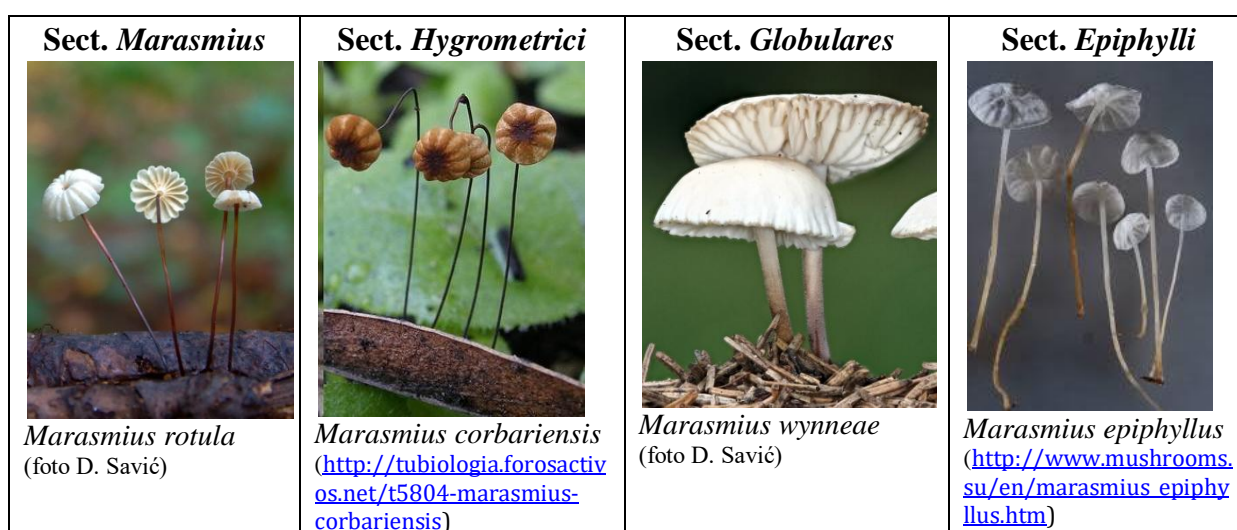 Sect. Marasmius
Marasmius rotula
(foto D. Savić)
Sect. Hygrometrici
Marasmius corbariensis
(http://tubiologia.forosactiv
os.net/t5804-marasmius-
corbariensis)
Sect. Globulares
Marasmius wynneae
(foto D. Savić)
Sect. Epiphylli
Marasmius epiphyllus
(http://www.mushrooms.
su/en/marasmius_epiphy
llus.htm)